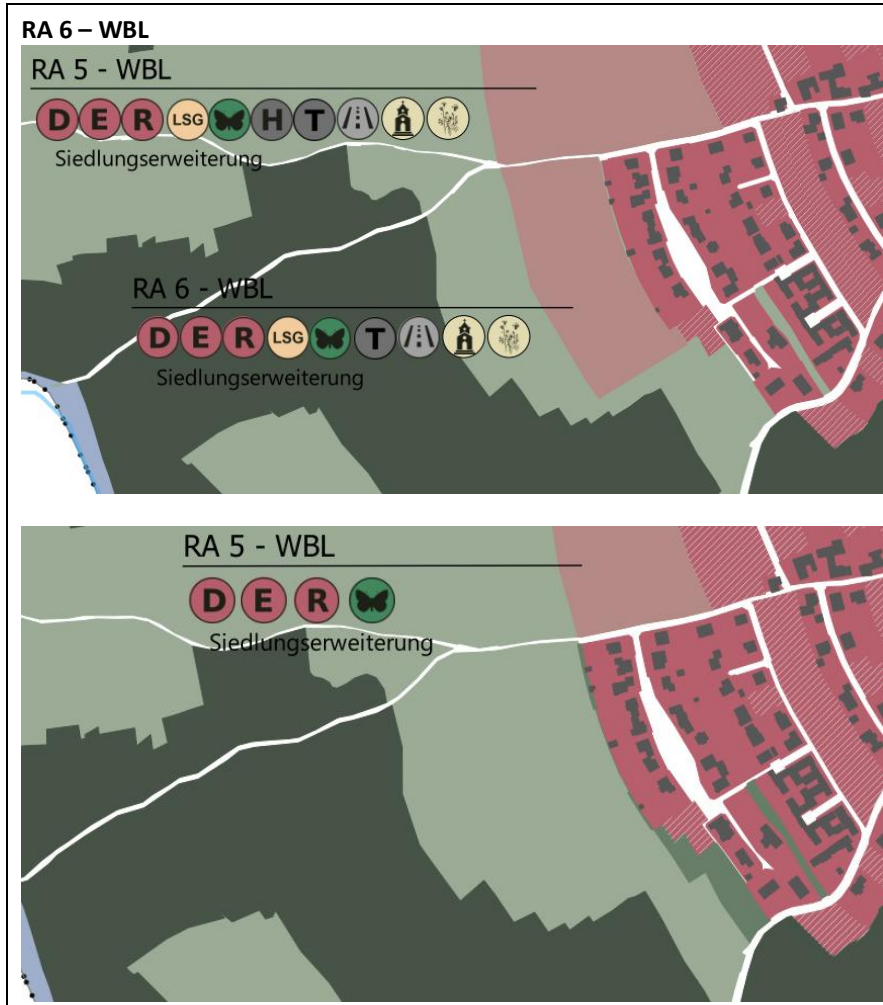 RA 6 – WBL
RA 5 - WBL
D E R LSG H T
Siedlungserweiterung
RA 6 - WBL
D E R LSG T
Siedlungserweiterung
RA 5 - WBL
D E R
Siedlungserweiterung